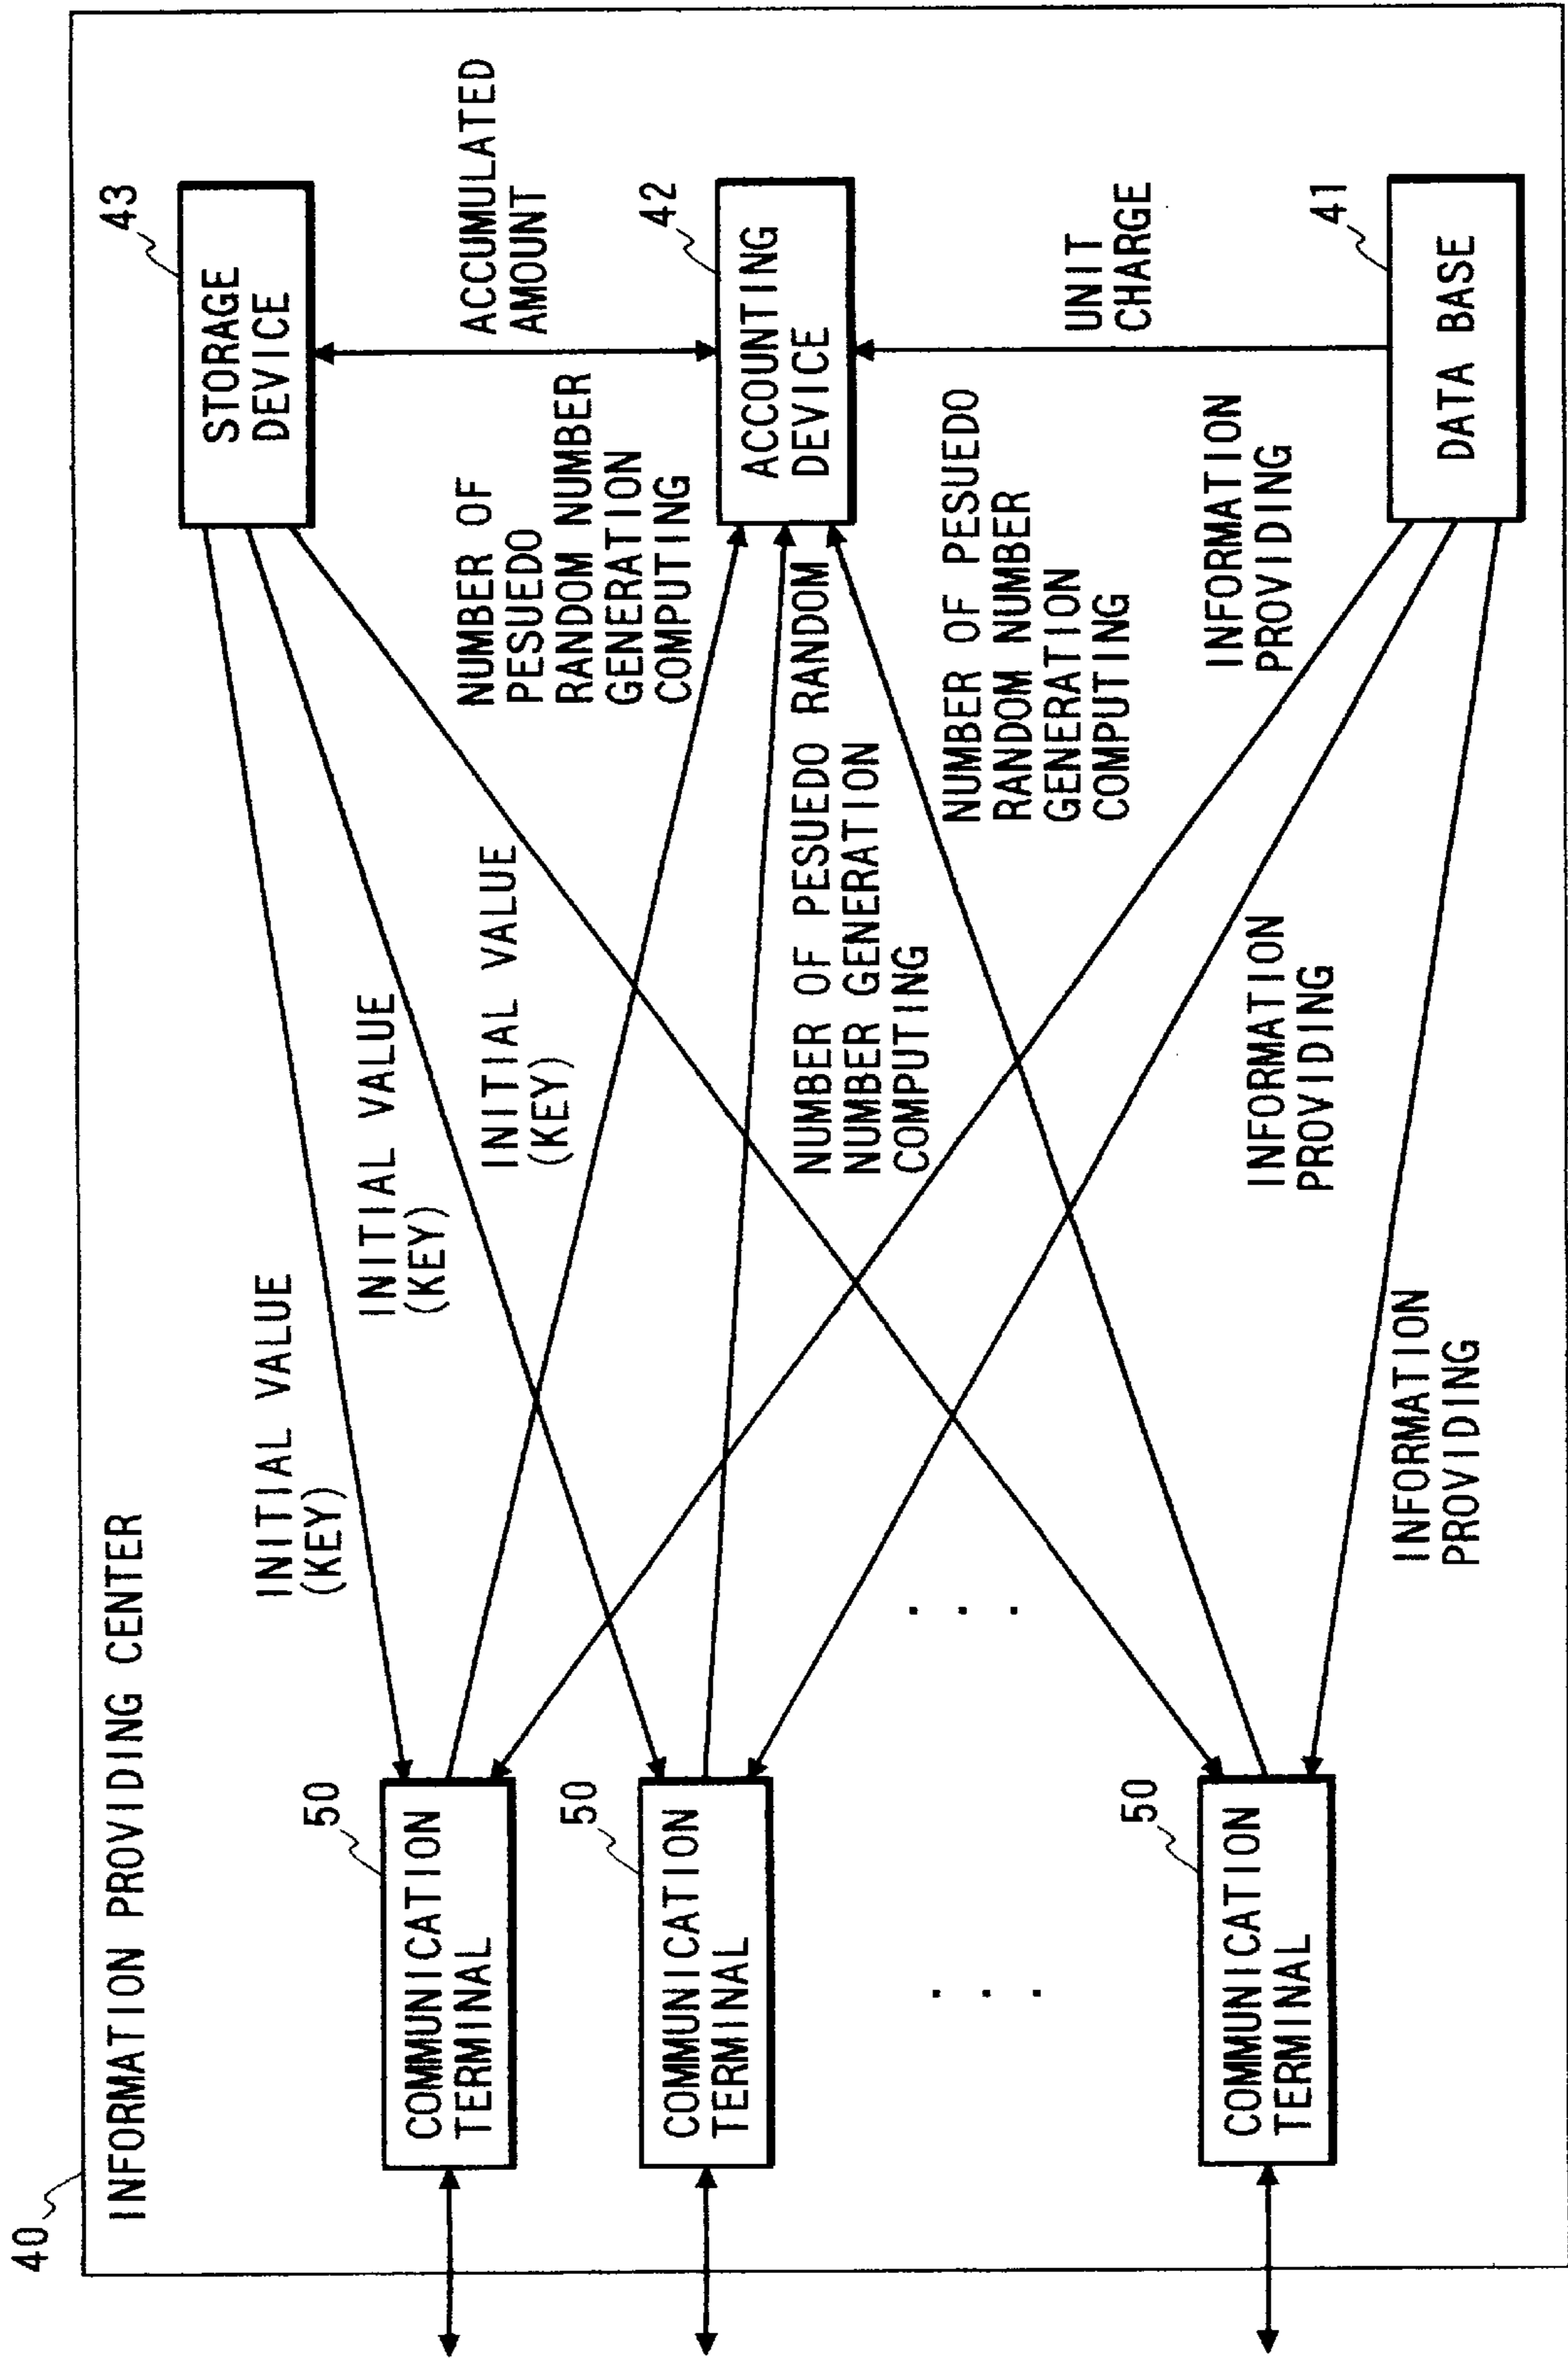 40
INFORMATION PROVIDING CENTER
50
COMMUNICATION
TERMINAL
50
COMMUNICATION
TERMINAL
. . .
50
COMMUNICATION
TERMINAL
INITIAL VALUE
(KEY)
INITIAL VALUE
(KEY)
INITIAL VALUE
(KEY)
NUMBER OF
PESUEDO
RANDOM NUMBER
GENERATION
COMPUTING
NUMBER OF PESUEDO RANDOM
NUMBER GENERATION
COMPUTING
. . .
NUMBER OF PESUEDO
RANDOM NUMBER
GENERATION
COMPUTING
INFORMATION
PROVIDING
INFORMATION
PROVIDING
INFORMATION
PROVIDING
43
STORAGE
DEVICE
ACCUMULATED
AMOUNT
42
ACCOUNTING
DEVICE
UNIT
CHARGE
41
DATA BASE